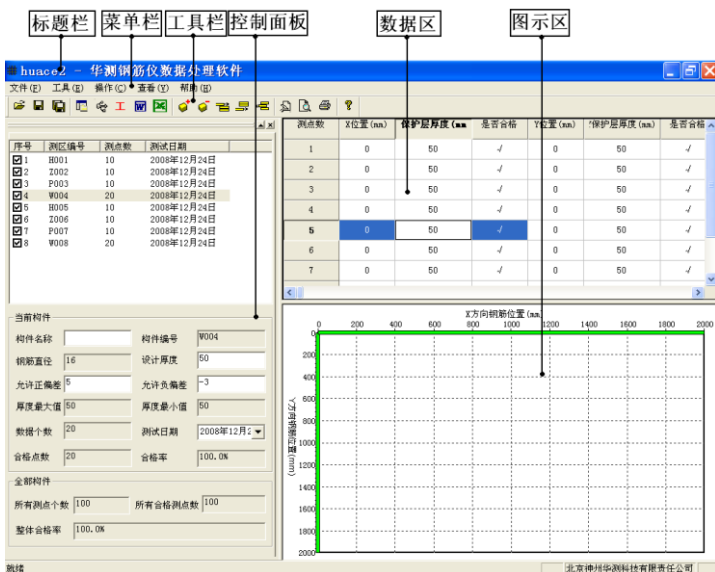 标题栏 菜单栏 工具栏 控制面板 数据区 图示区
huace2 - 华测钢筋仪数据处理软件
文件(F) 工具(E) 操作(C) 查看(V) 帮助(H)
序号 测区编号 测点数 测试日期
1 H001 10 2008年12月24日
2 Z002 10 2008年12月24日
3 P003 10 2008年12月24日
4 W004 20 2008年12月24日
5 H005 10 2008年12月24日
6 Z006 10 2008年12月24日
7 P007 10 2008年12月24日
8 W008 20 2008年12月24日
测点数 X位置(mm) 保护层厚度(mm 是否合格 Y位置(mm) 保护层厚度(mm) 是否合格
1 0 50 √ 0 50 √
2 0 50 √ 0 50 √
3 0 50 √ 0 50 √
4 0 50 √ 0 50 √
5 0 50 √ 0 50 √
6 0 50 √ 0 50 √
7 0 50 √ 0 50 √
当前构件
构件名称 构件编号 W004
钢筋直径 16 设计厚度 50
允许正偏差 5 允许负偏差 -3
厚度最大值 50 厚度最小值 50
数据个数 20 测试日期 2008年12月2
合格点数 20 合格率 100.0%
全部构件
所有测点个数 100 所有合格测点数 100
整体合格率 100.0%
X方向钢筋位置(mm)
0 200 400 600 800 1000 1160 1200 1400 1600 1800 2000
Y方向钢筋位置(mm)
200
400
600
800
1000
1200
1400
1600
1800
2000
就绪
北京神州华测科技有限责任公司